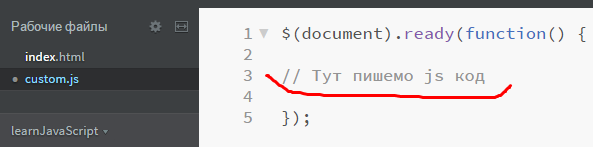 Рабочие файлы
index.html
custom.js
learnJavaScript
1 $(document).ready(function() {
2
3 // Тут пишемо js код
4
5 });